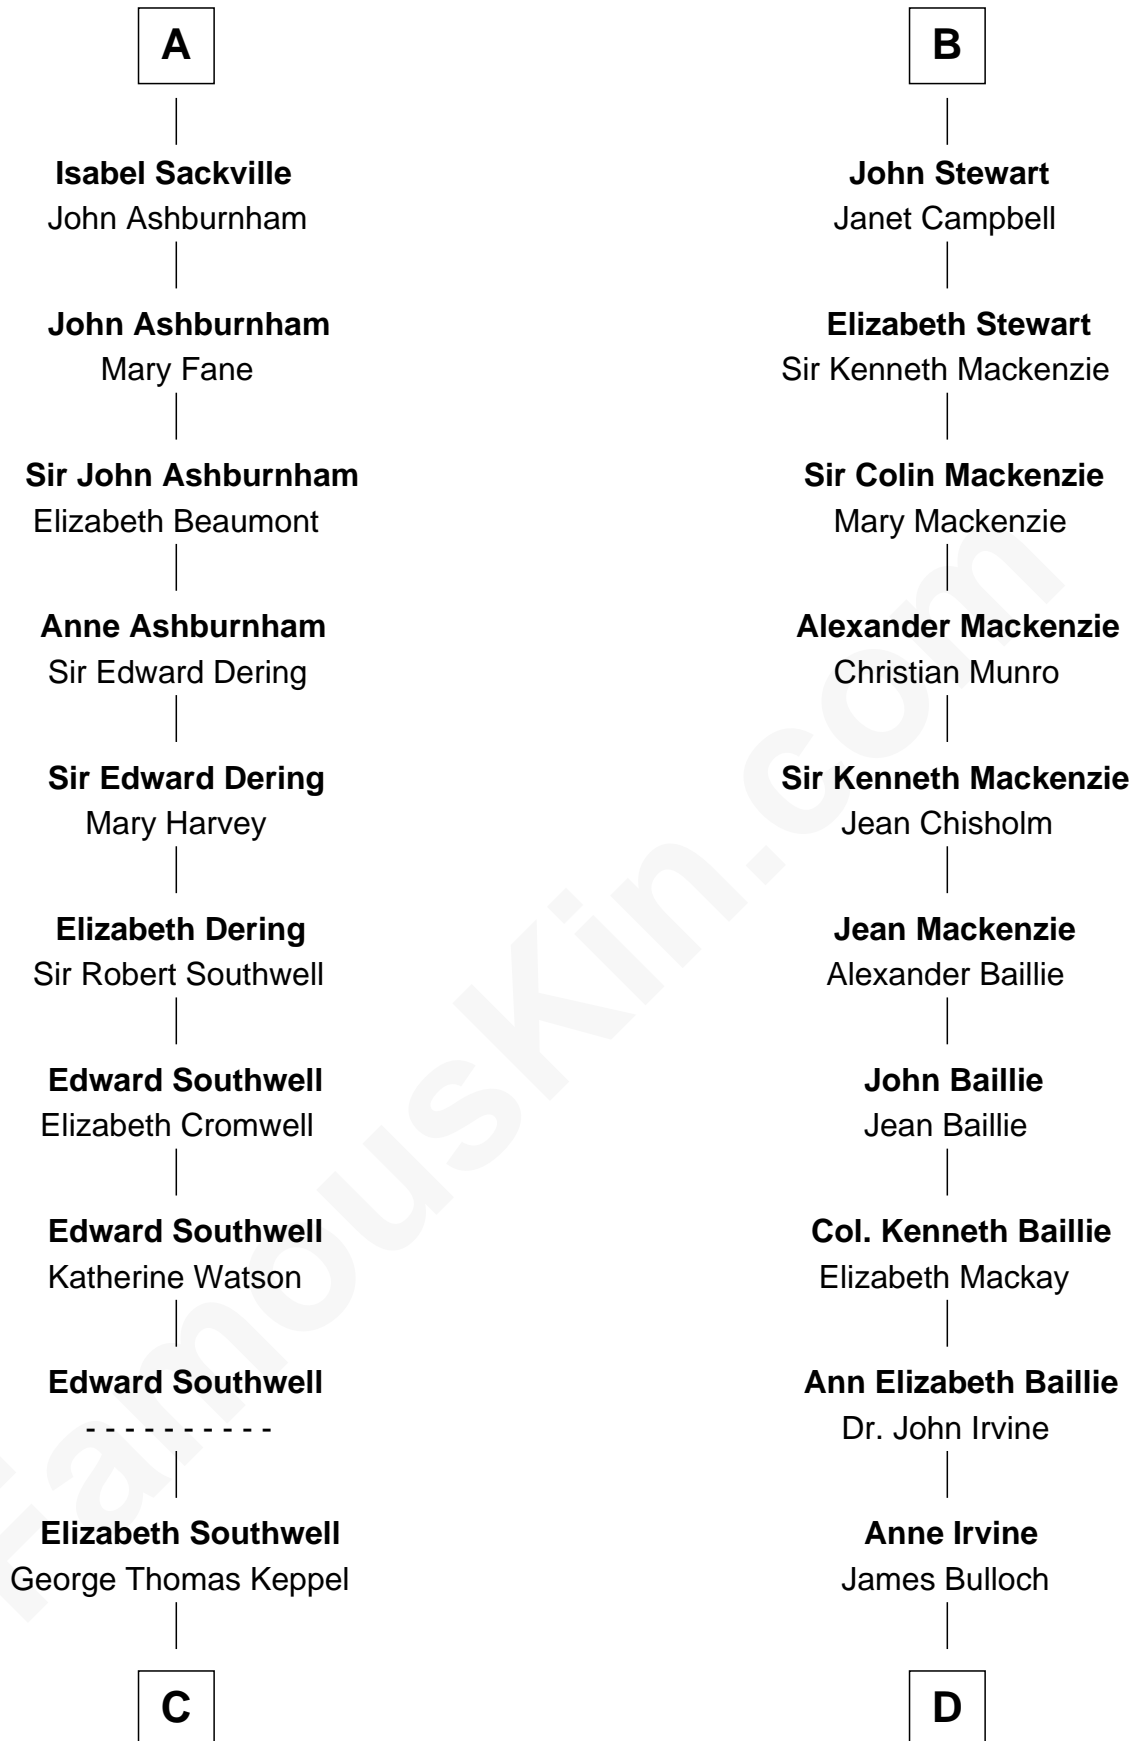 A
Isabel Sackville
John Ashburnham
John Ashburnham
Mary Fane
Sir John Ashburnham
Elizabeth Beaumont
Anne Ashburnham
Sir Edward Dering
Sir Edward Dering
Mary Harvey
Elizabeth Dering
Sir Robert Southwell
Edward Southwell
Elizabeth Cromwell
Edward Southwell
Katherine Watson
Edward Southwell
- - - - - - - - - -
Elizabeth Southwell
George Thomas Keppel
C
B
John Stewart
Janet Campbell
Elizabeth Stewart
Sir Kenneth Mackenzie
Sir Colin Mackenzie
Mary Mackenzie
Alexander Mackenzie
Christian Munro
Sir Kenneth Mackenzie
Jean Chisholm
Jean Mackenzie
Alexander Baillie
John Baillie
Jean Baillie
Col. Kenneth Baillie
Elizabeth Mackay
Ann Elizabeth Baillie
Dr. John Irvine
Anne Irvine
James Bulloch
D
FamousKin.com